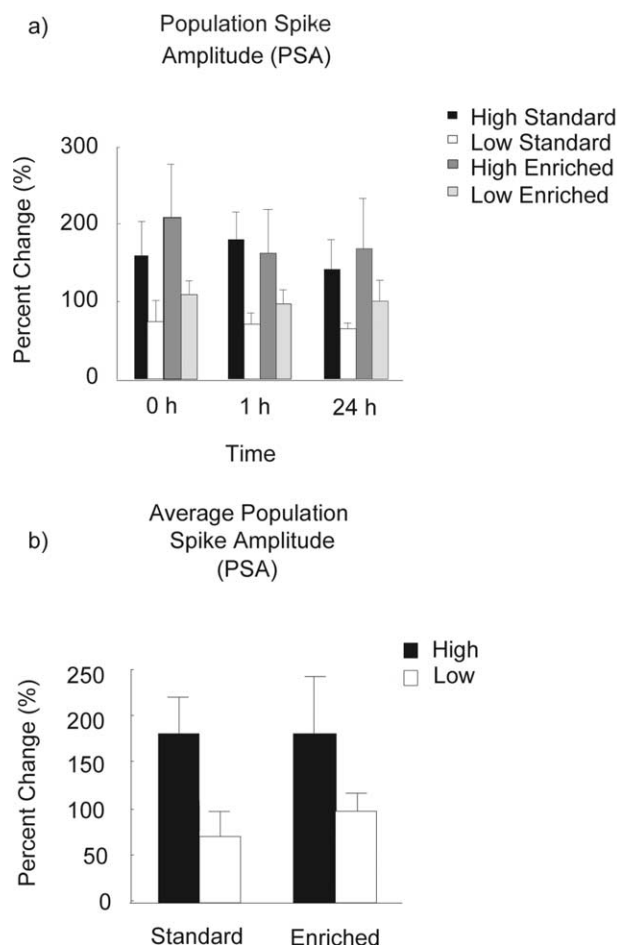 a)
Population Spike
Amplitude (PSA)
High Standard
Low Standard
High Enriched
Low Enriched
Percent Change (%)
300
200
100
0
0 h 1 h 24 h
Time
b)
Average Population
Spike Amplitude
(PSA)
High
Low
Percent Change (%)
250
200
150
100
50
0
Standard Enriched